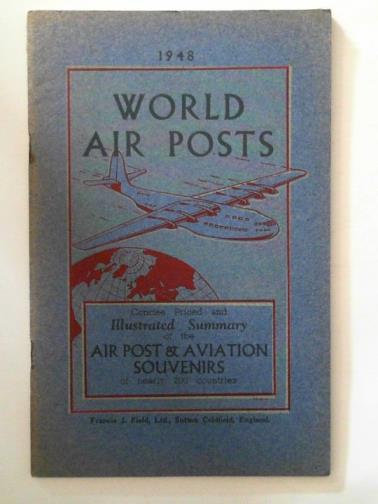 1948
WORLD
AIR POSTS
Concise Priced and
Illustrated Summary
of the
AIR POST & AVIATION
SOUVENIRS
of nearly 200 countries
Francis J. Field, Ltd., Sutton Coldfield, England.